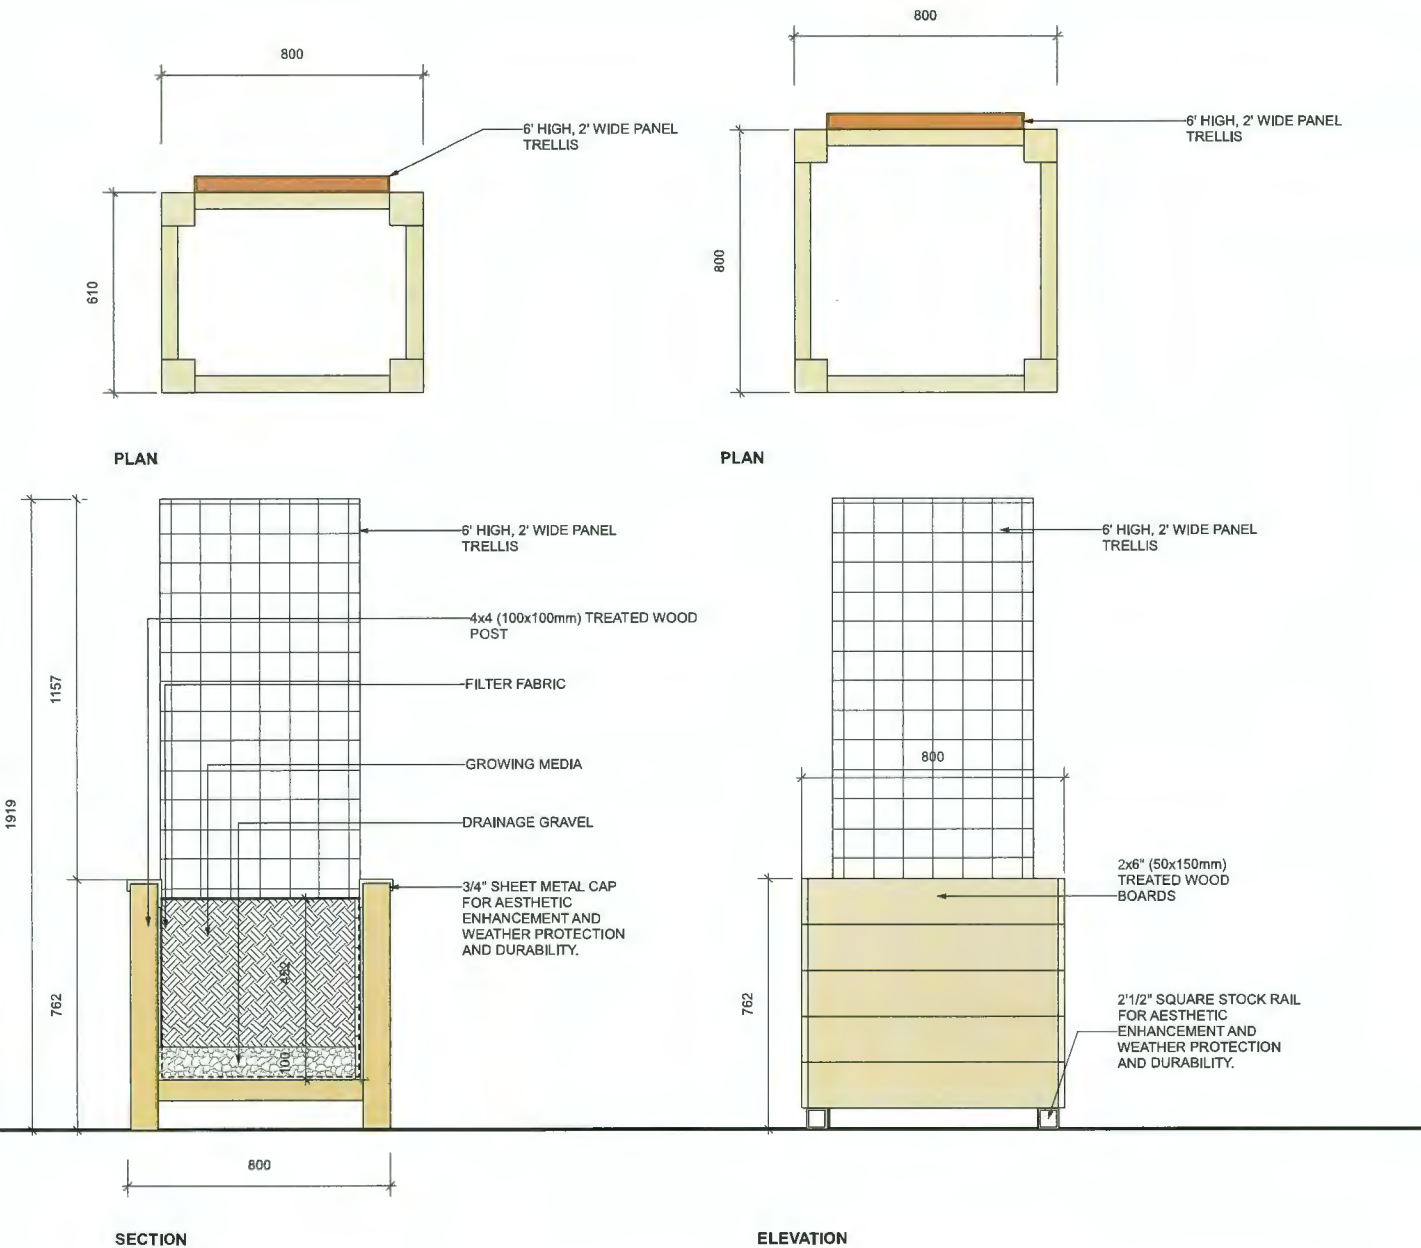 800
6' HIGH, 2' WIDE PANEL
TRELLIS
610
PLAN
800
6' HIGH, 2' WIDE PANEL
TRELLIS
800
PLAN
6' HIGH, 2' WIDE PANEL
TRELLIS
4x4 (100x100mm) TREATED WOOD
POST
FILTER FABRIC
GROWING MEDIA
DRAINAGE GRAVEL
3/4" SHEET METAL CAP
FOR AESTHETIC
ENHANCEMENT AND
WEATHER PROTECTION
AND DURABILITY.
1919
1157
762
452
100
800
SECTION
6' HIGH, 2' WIDE PANEL
TRELLIS
800
2x6" (50x150mm)
TREATED WOOD
BOARDS
762
2'1/2" SQUARE STOCK RAIL
FOR AESTHETIC
ENHANCEMENT AND
WEATHER PROTECTION
AND DURABILITY.
ELEVATION